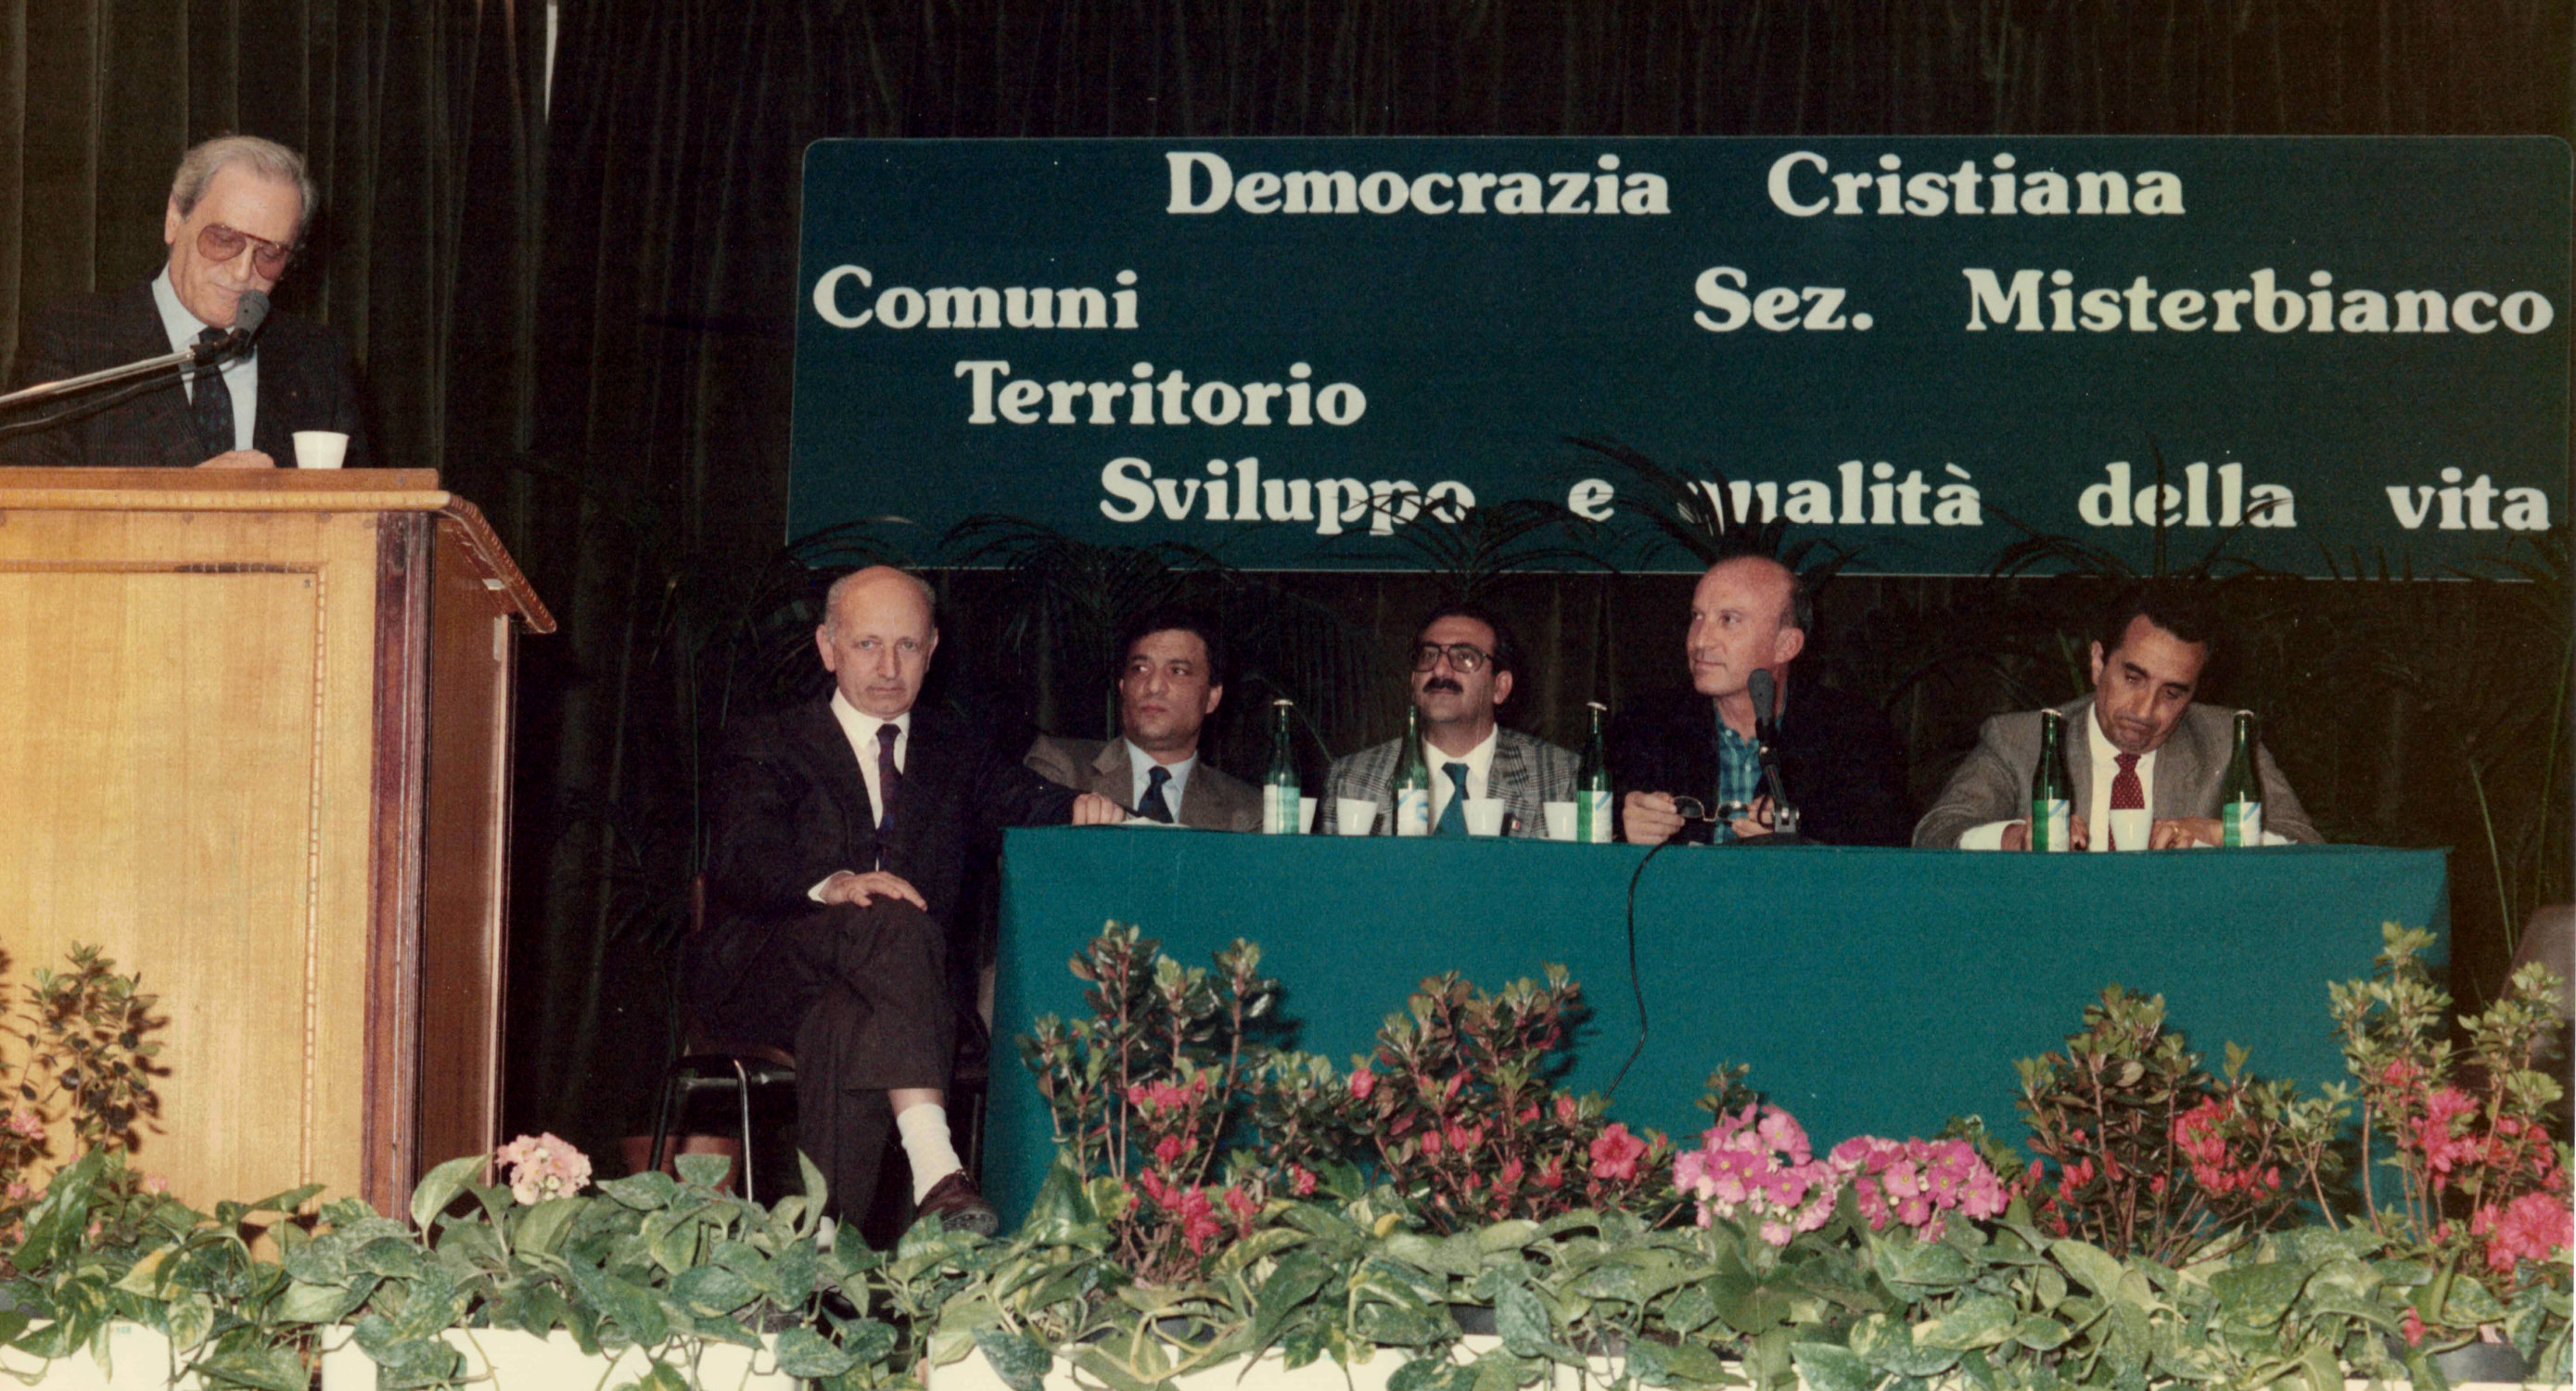 Democrazia Cristiana
Comuni Sez. Misterbianco
Territorio
Sviluppo e qualità della vita